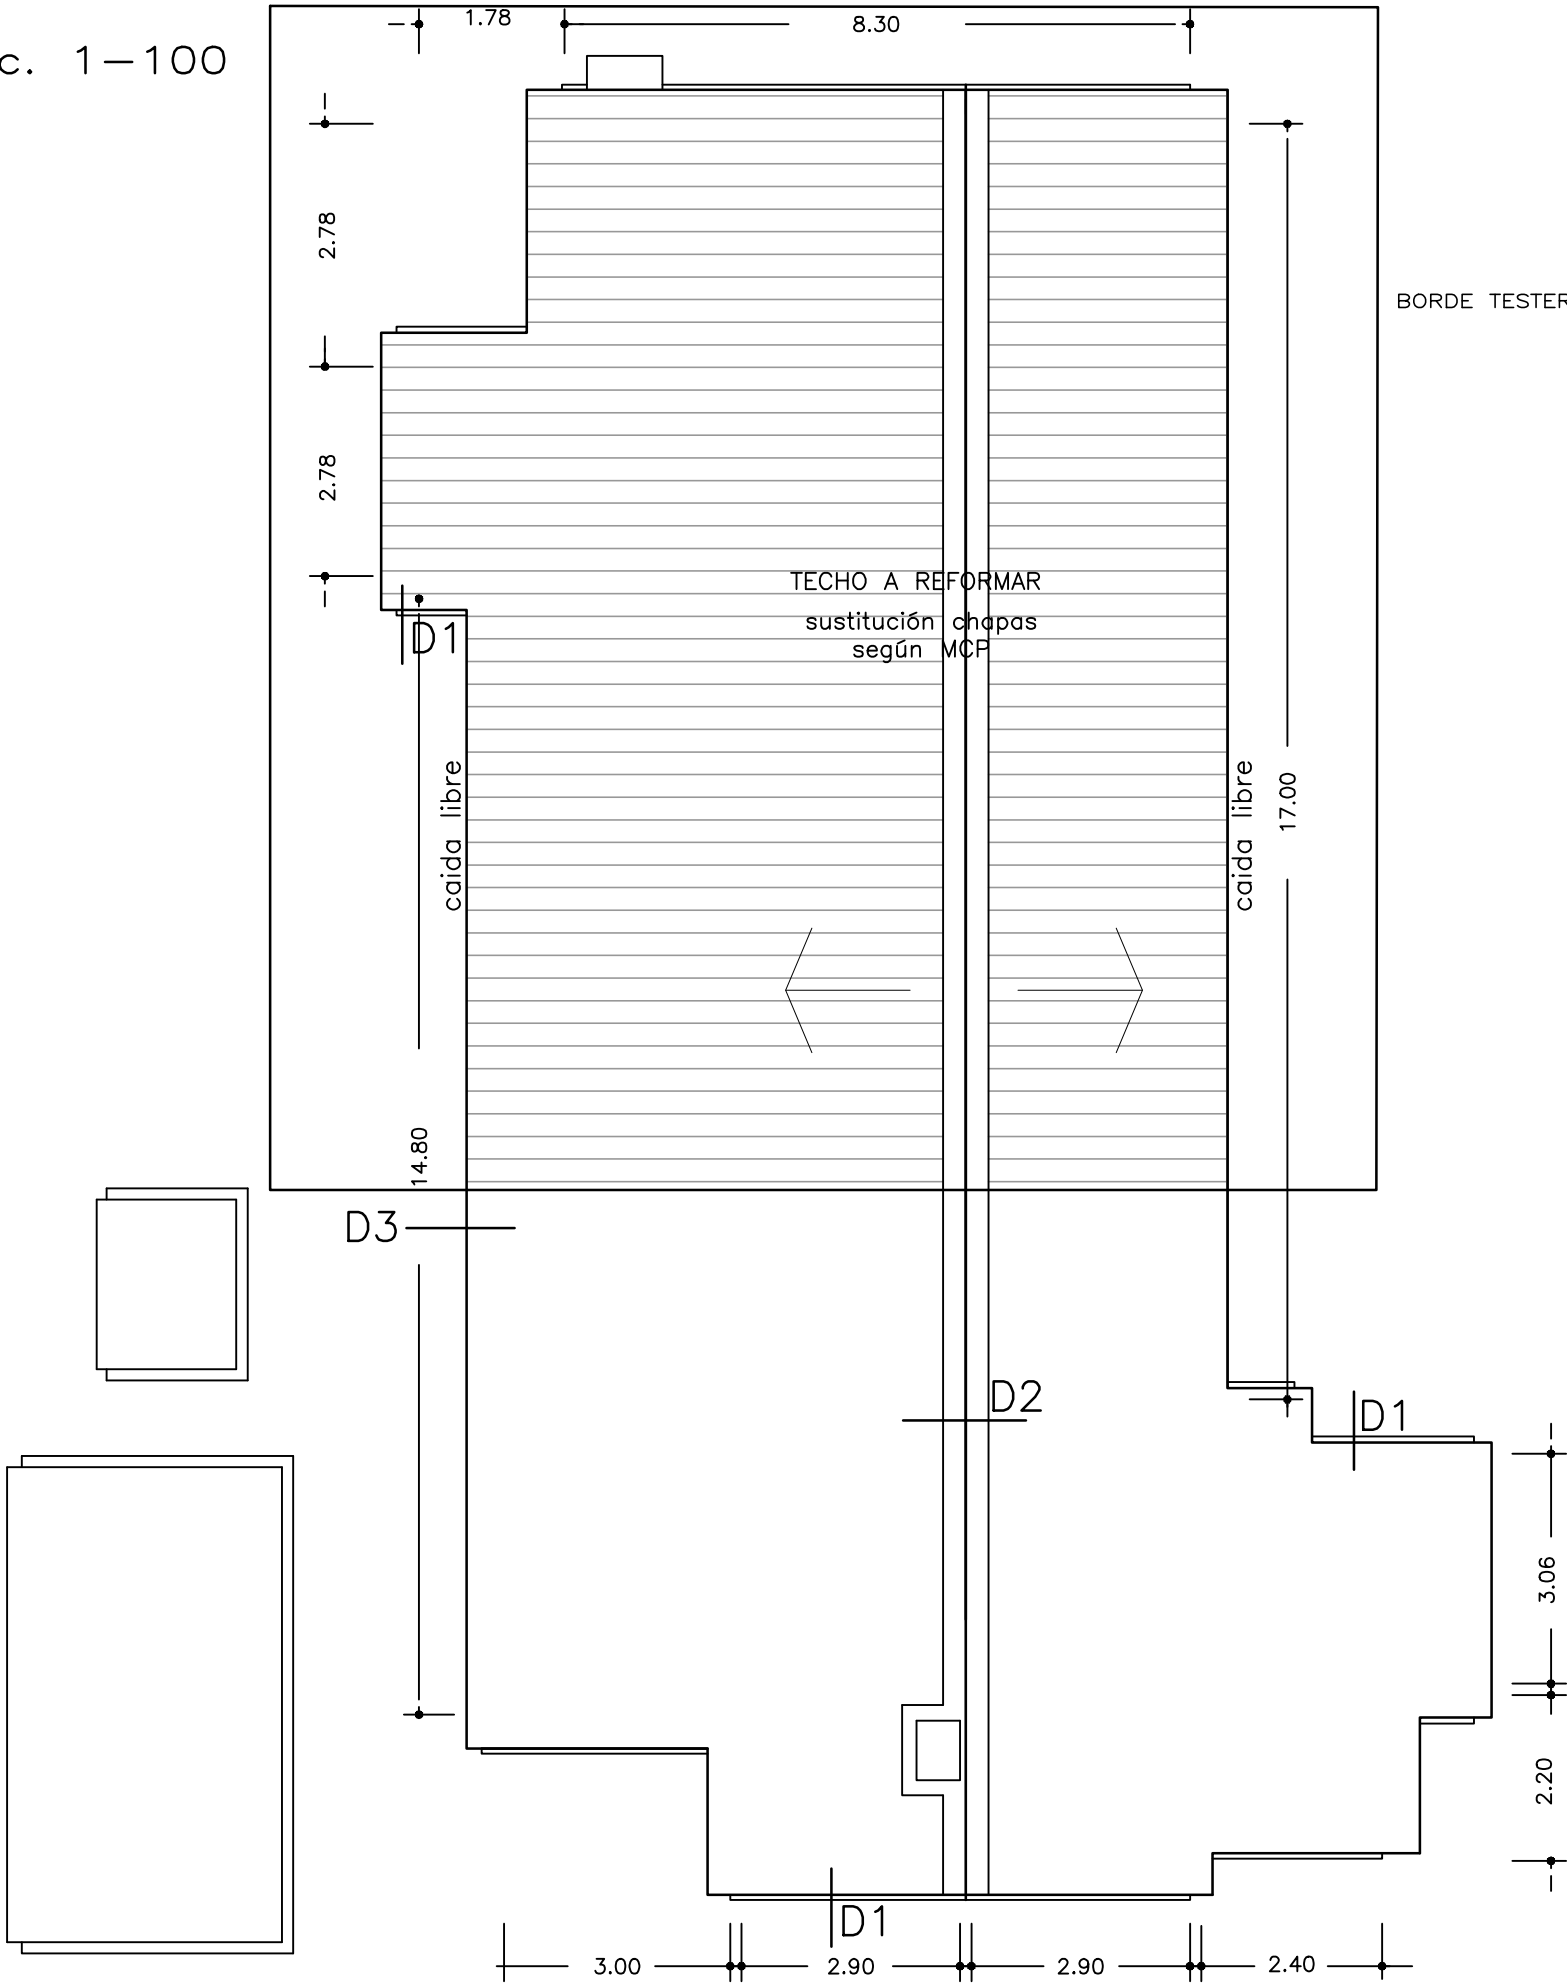 1.78
8.30
c. 1-100
2.78
BORDE TESTER
2.78
TECHO A REFORMAR
sustitución chapas
según MCP
D1
caida libre
caida libre
17.00
14.80
D3
D2
D1
3.06
2.20
D1
3.00
2.90
2.90
2.40